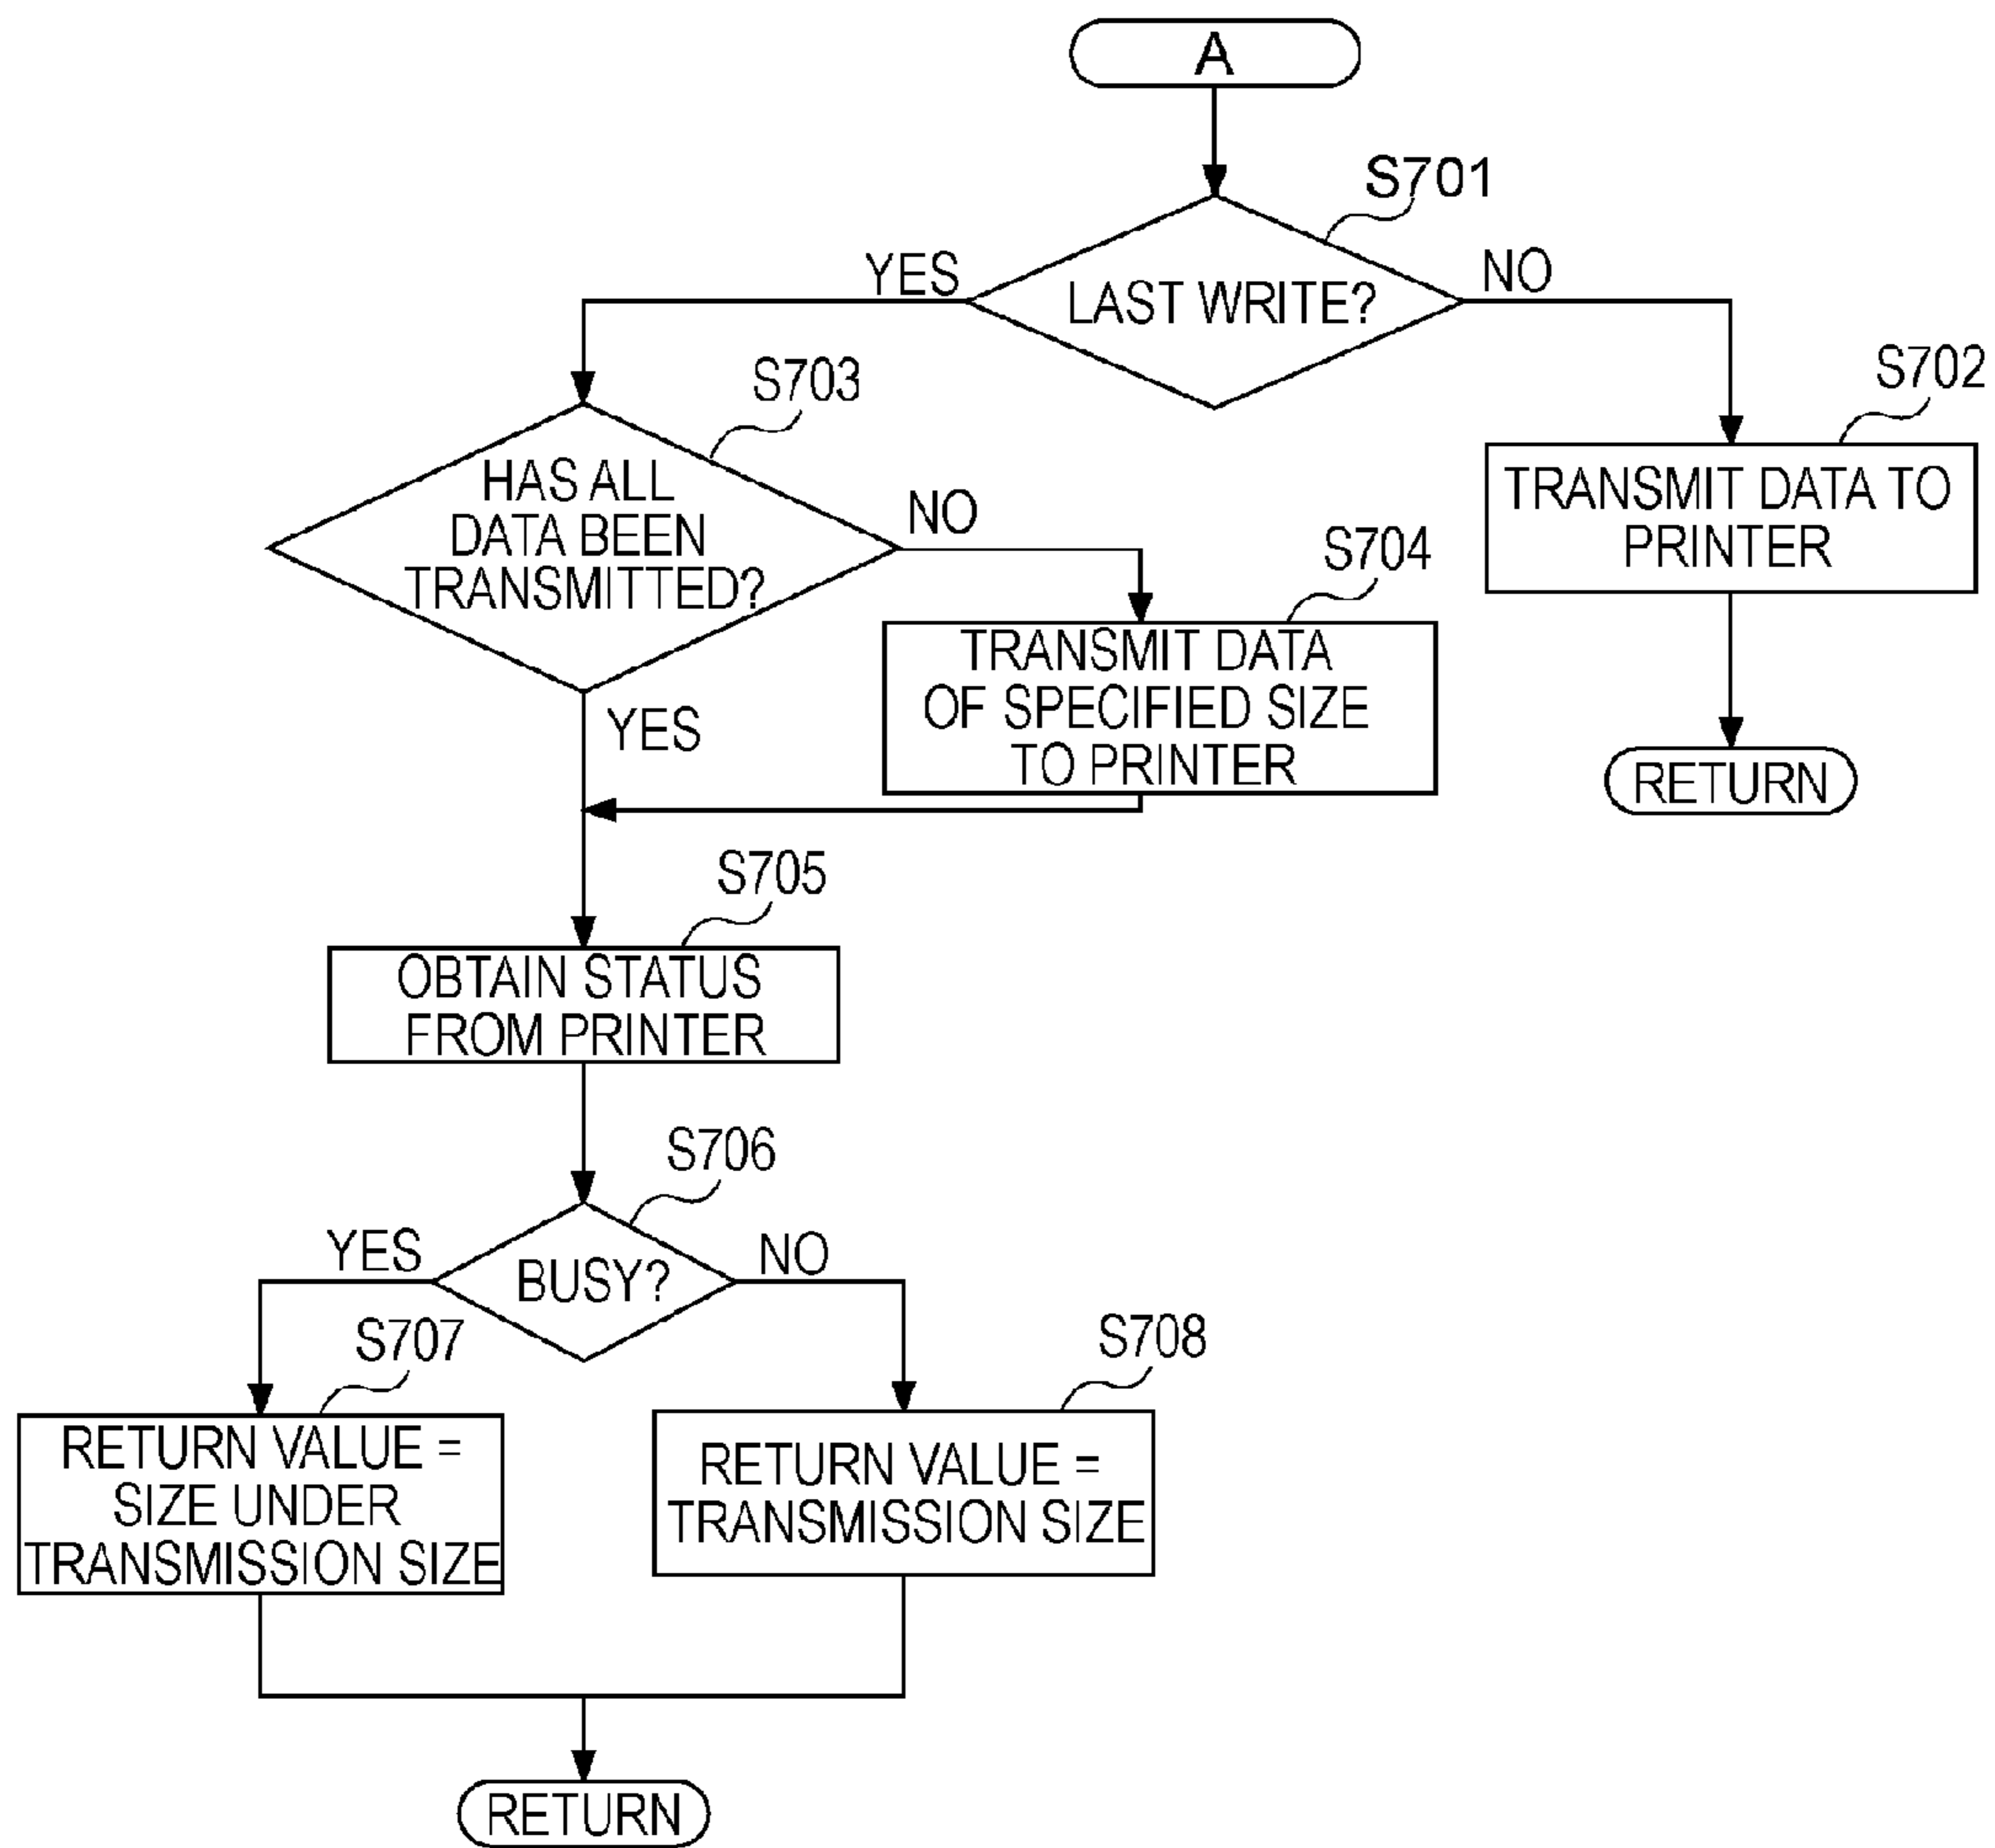 A
S701
YES
LAST WRITE?
NO
S702
TRANSMIT DATA TO
PRINTER
RETURN
S703
HAS ALL
DATA BEEN
TRANSMITTED?
NO
YES
S704
TRANSMIT DATA
OF SPECIFIED SIZE
TO PRINTER
S705
OBTAIN STATUS
FROM PRINTER
S706
YES
BUSY?
NO
S707
RETURN VALUE =
SIZE UNDER
TRANSMISSION SIZE
S708
RETURN VALUE =
TRANSMISSION SIZE
RETURN